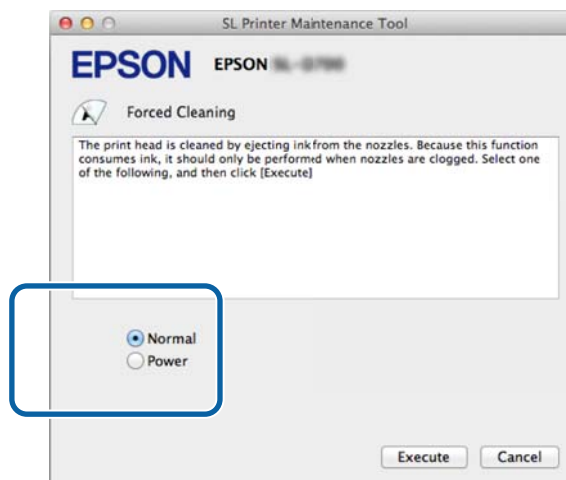 SL Printer Maintenance Tool
EPSON EPSON
Forced Cleaning
The print head is cleaned by ejecting ink from the nozzles. Because this function
consumes ink, it should only be performed when nozzles are clogged. Select one
of the following, and then click [Execute]
Normal
Power
Execute Cancel